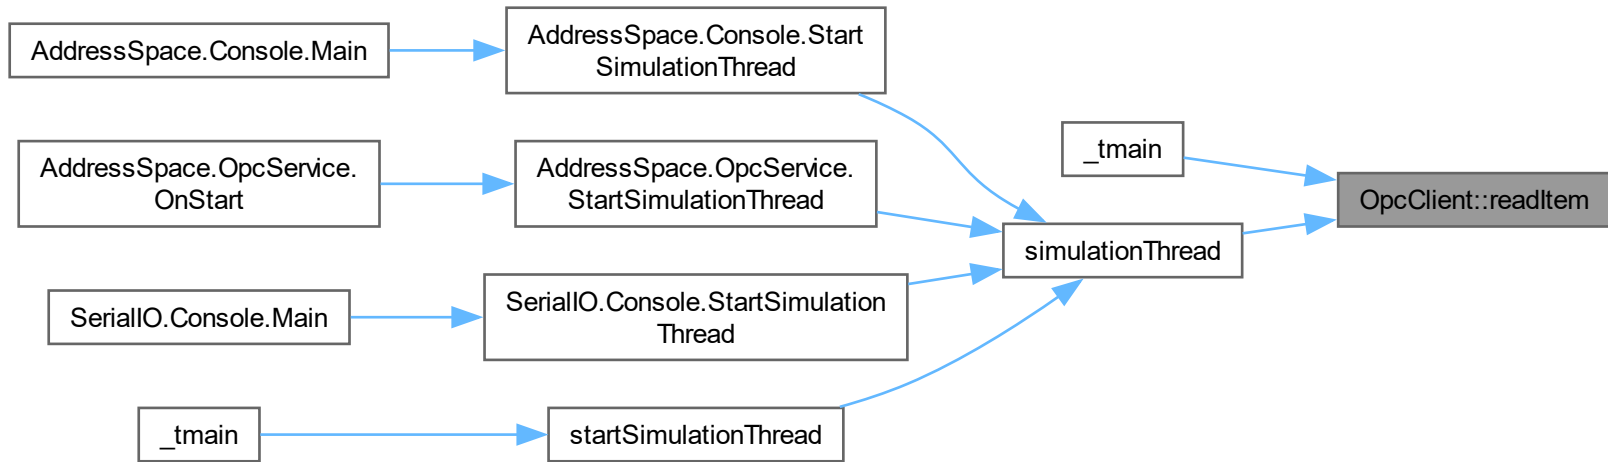 AddressSpace.Console.Main
AddressSpace.Console.Start
SimulationThread
AddressSpace.OpcService.
OnStart
AddressSpace.OpcService.
StartSimulationThread
SerialIO.Console.Main
SerialIO.Console.StartSimulation
Thread
_tmain
startSimulationThread
simulationThread
_tmain
OpcClient::readItem